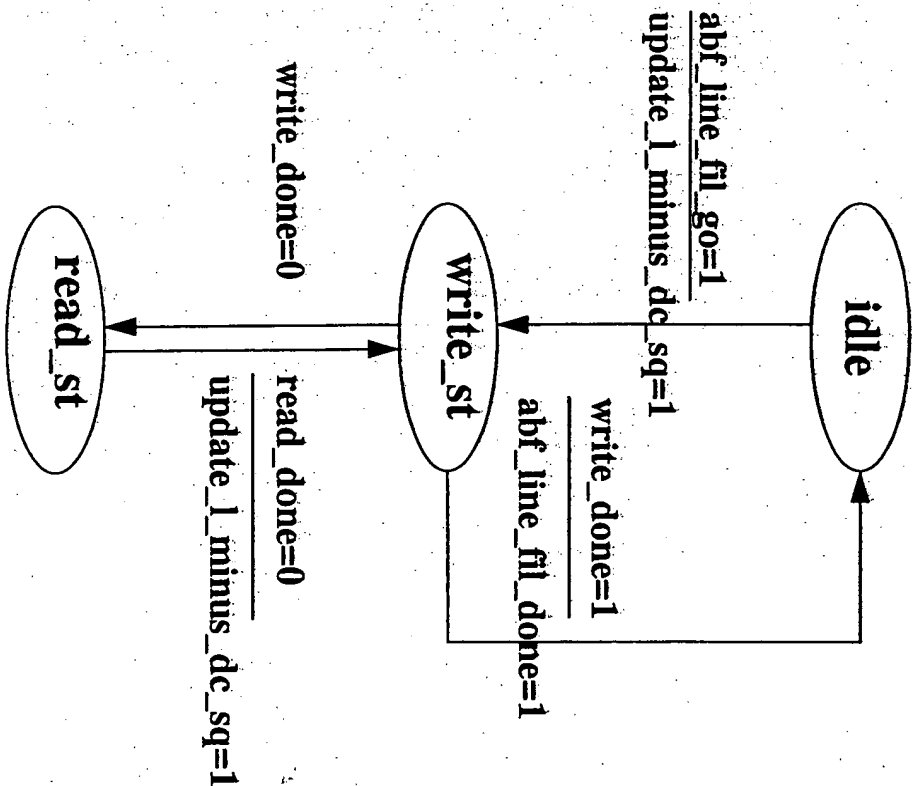 abf_line_fil_go=1
update_1_minus_dc_sq=1
idle
write_done=1
abf_line_fil_done=1
write_st
write_done=0
read_done=0
update_1_minus_dc_sq=1
read_st